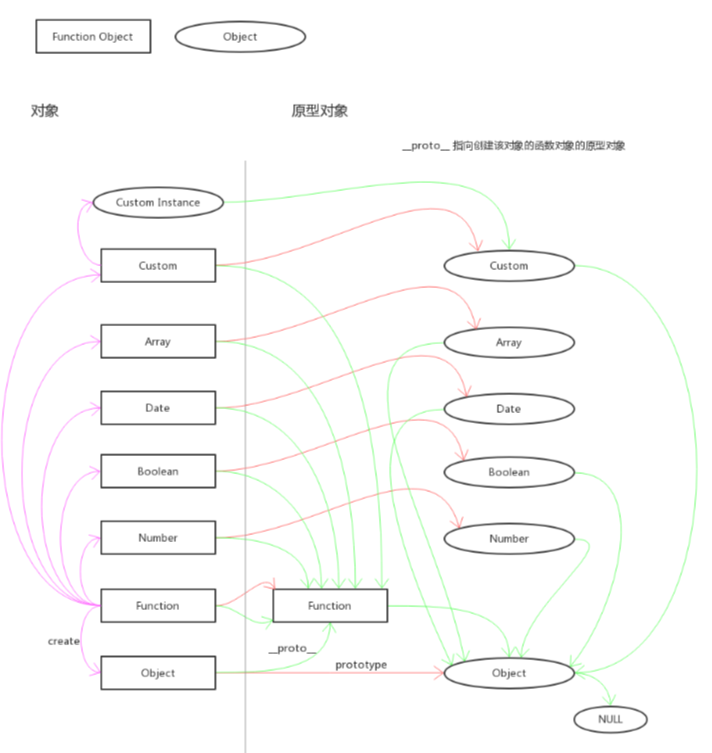 Function Object
Object
对象
原型对象
__proto__ 指向创建该对象的函数对象的原型对象
Custom Instance
Custom
Custom
Array
Array
Date
Date
Boolean
Boolean
Number
Number
Function
Function
create
__proto__
prototype
Object
Object
NULL